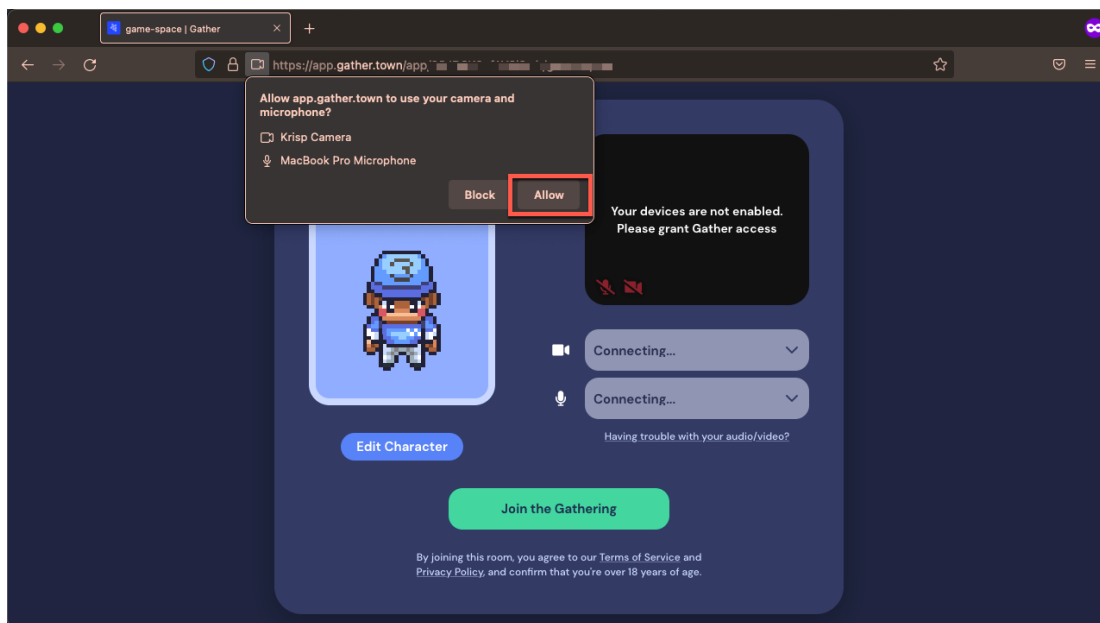 game-space | Gather
https://app.gather.town/app
Allow app.gather.town to use your camera and
microphone?
Krisp Camera
MacBook Pro Microphone
Block
Allow
Your devices are not enabled.
Please grant Gather access
Connecting...
Connecting...
Having trouble with your audio/video?
Edit Character
Join the Gathering
By joining this room, you agree to our Terms of Service and
Privacy Policy, and confirm that you're over 18 years of age.